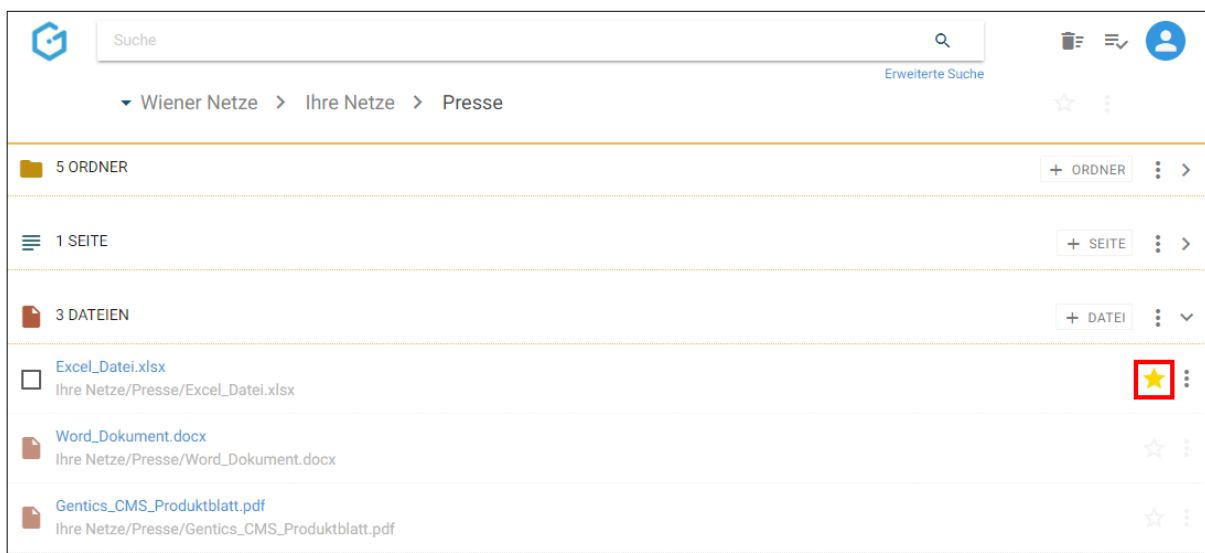 Suche
Erweiterte Suche
Wiener Netze > Ihre Netze > Presse
5 ORDNER
+ ORDNER
1 SEITE
+ SEITE
3 DATEIEN
+ DATEI
Excel_Datei.xlsx
Ihre Netze/Presse/Excel_Datei.xlsx
Word_Dokument.docx
Ihre Netze/Presse/Word_Dokument.docx
Gentics_CMS_Produktblatt.pdf
Ihre Netze/Presse/Gentics_CMS_Produktblatt.pdf